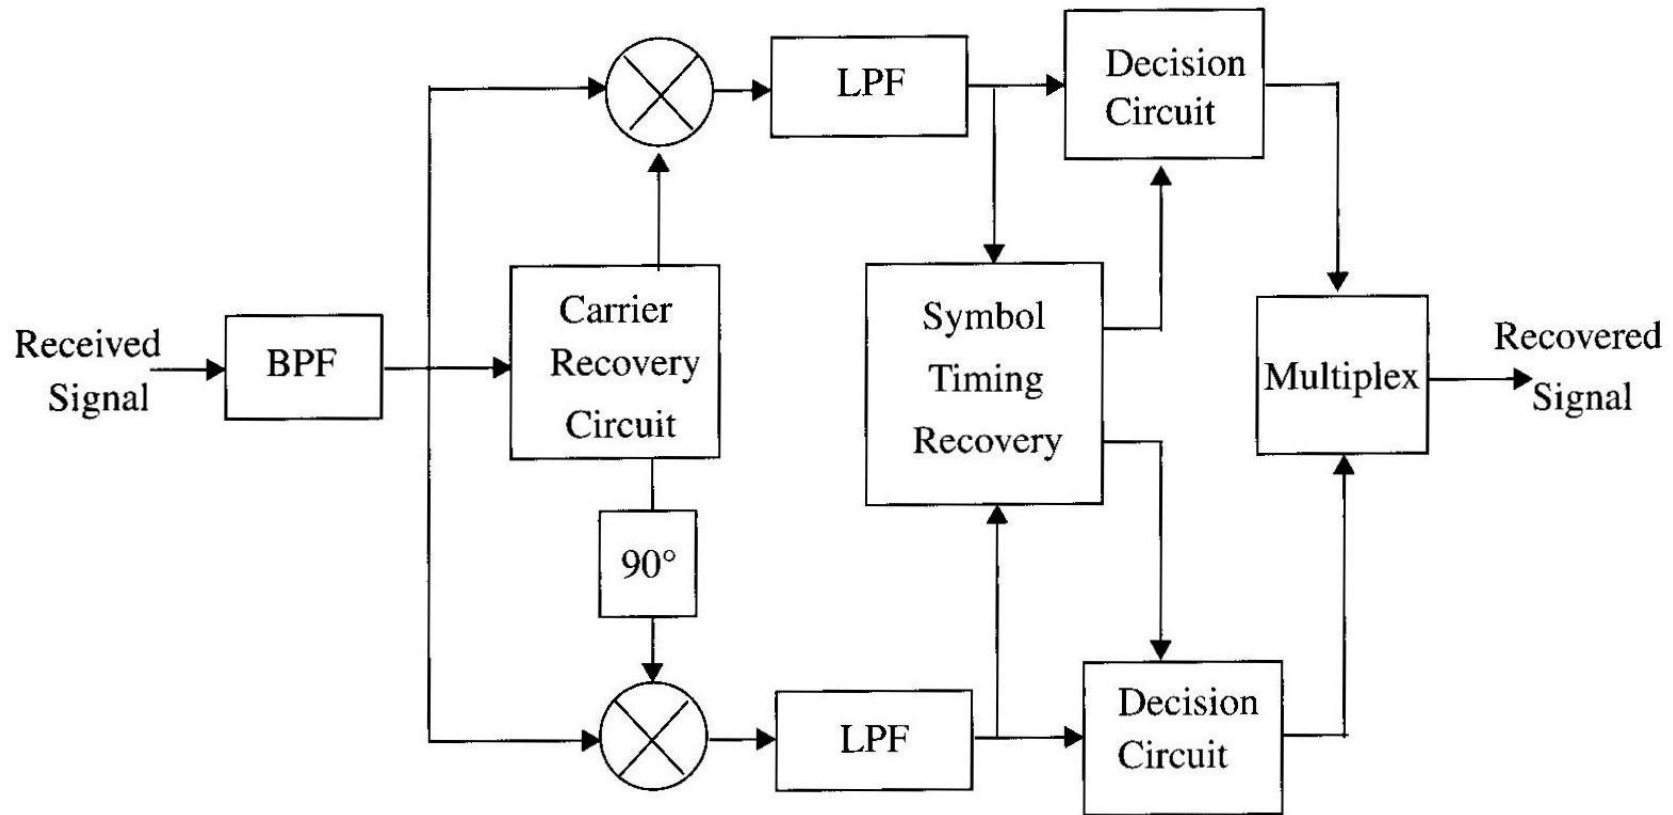 LPF
Decision
Circuit
Received
Signal
BPF
Carrier
Recovery
Circuit
90°
Symbol
Timing
Recovery
Multiplex
Recovered
Signal
LPF
Decision
Circuit